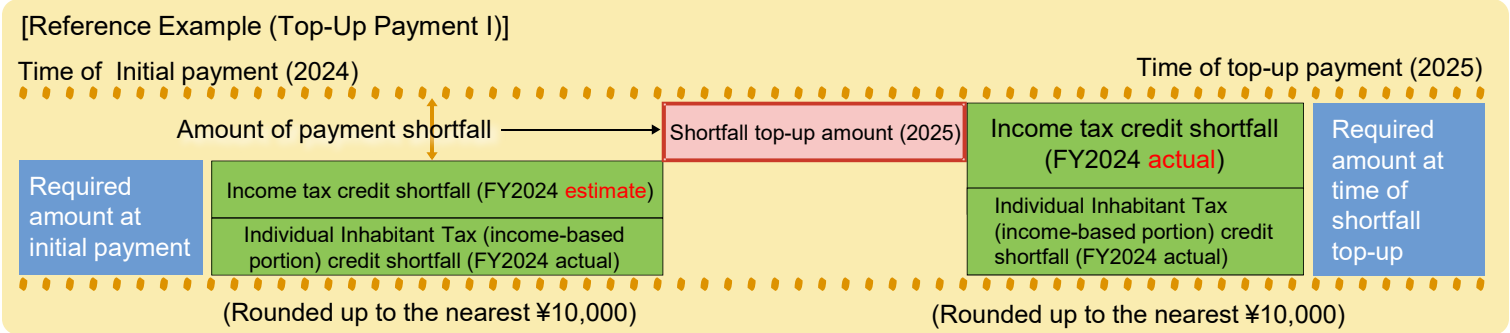 [Reference Example (Top-Up Payment I)]
Time of Initial payment (2024)
Time of top-up payment (2025)
Amount of payment shortfall
Shortfall top-up amount (2025)
Required
amount at
initial payment
Income tax credit shortfall (FY2024 estimate)
Individual Inhabitant Tax (income-based
portion) credit shortfall (FY2024 actual)
Income tax credit shortfall
(FY2024 actual)
Individual Inhabitant Tax
(income-based portion) credit
shortfall (FY2024 actual)
Required
amount at
time of
shortfall
top-up
(Rounded up to the nearest ¥10,000)
(Rounded up to the nearest ¥10,000)